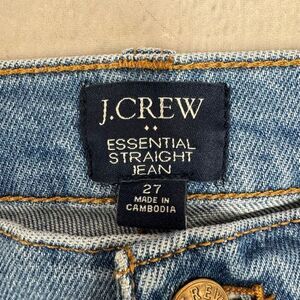 J.CREW
ESSENTIAL
STRAIGHT
JEAN
27
MADE IN
CAMBODIA